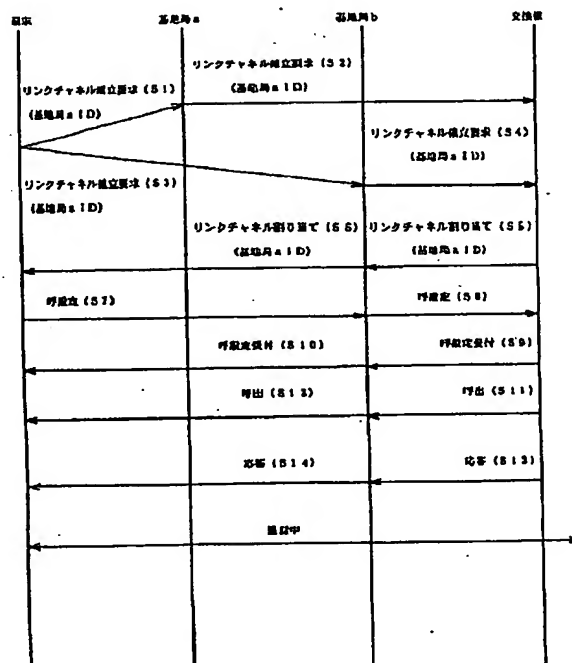 端末 基地局a 基地局b 交換機
リンクチャネル確立要求(S2)
リンクチャネル確立要求(S1) (基地局aID)
(基地局aID)
リンクチャネル確立要求(S4)
(基地局aID)
リンクチャネル確立要求(S3)
(基地局aID)
リンクチャネル割り当て(S6) リンクチャネル割り当て(S5)
(基地局aID) (基地局aID)
呼設定(S7) 呼設定(S8)
呼設定受付(S10) 呼設定受付(S9)
呼出(S12) 呼出(S11)
応答(S14) 応答(S13)
通話中